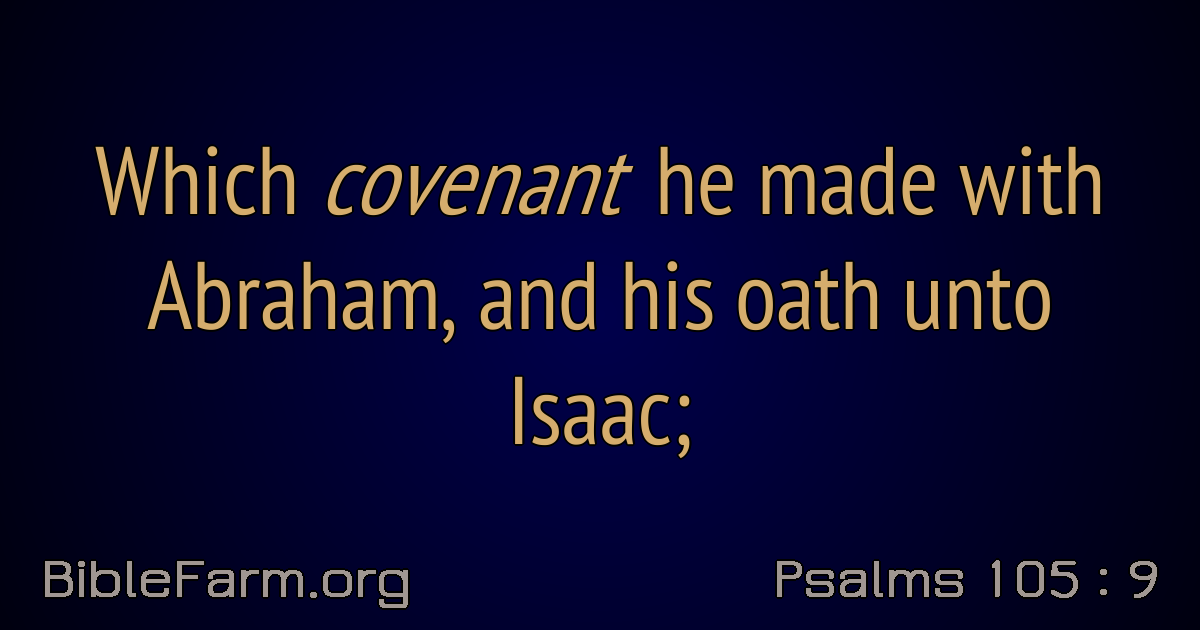 Which covenant he made with
Abraham, and his oath unto
Isaac;
BibleFarm.org
Psalms 105 : 9